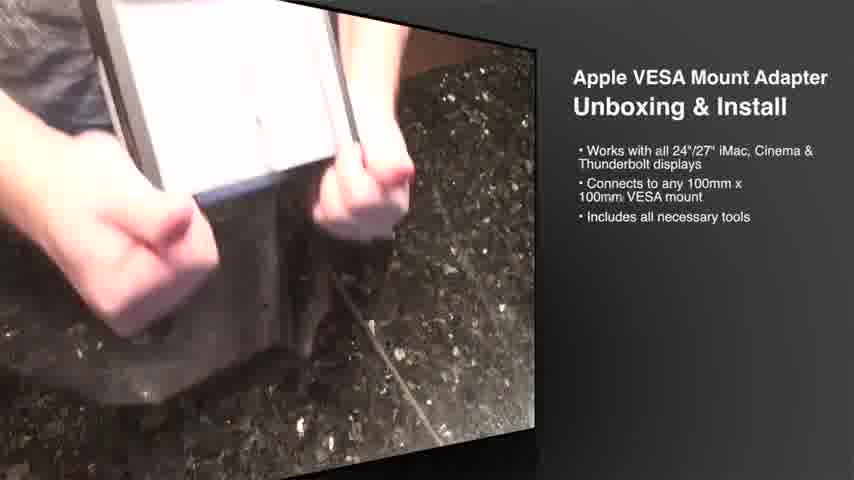 Apple VESA Mount Adapter
Unboxing & Install
• Works with all 24"/27" iMac, Cinema &
Thunderbolt displays
• Connects to any 100mm x
100mm VESA mount
• Includes all necessary tools